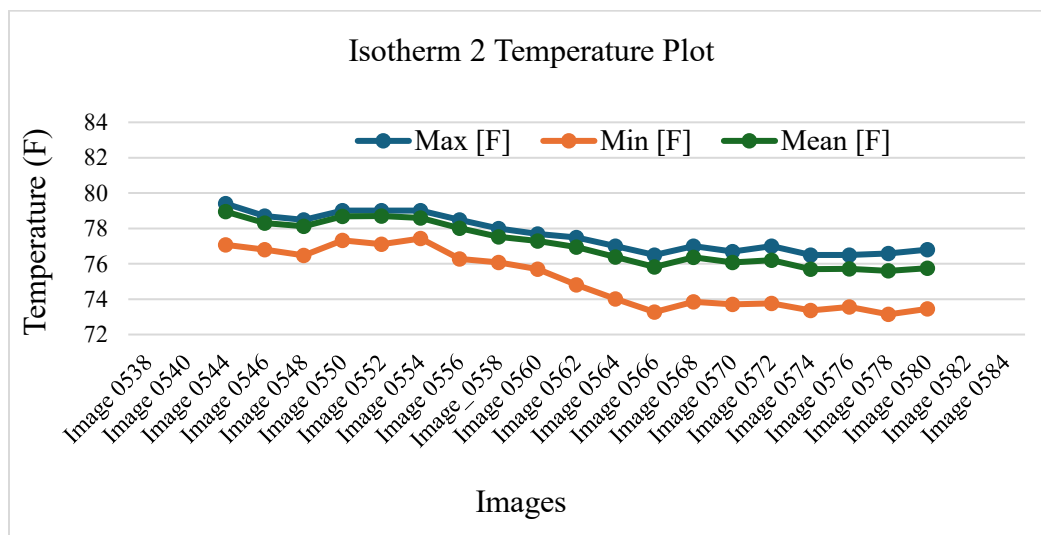 Isotherm 2 Temperature Plot
Temperature (F)
84
82
80
78
76
74
72
Max [F] Min [F] Mean [F]
Image 0538
Image 0540
Image 0544
Image 0546
Image 0548
Image 0550
Image 0552
Image 0554
Image 0556
Image_0558
Image 0560
Image 0562
Image 0564
Image 0566
Image 0568
Image 0570
Image 0572
Image 0574
Image 0576
Image 0578
Image 0580
Image 0582
Image 0584
Images